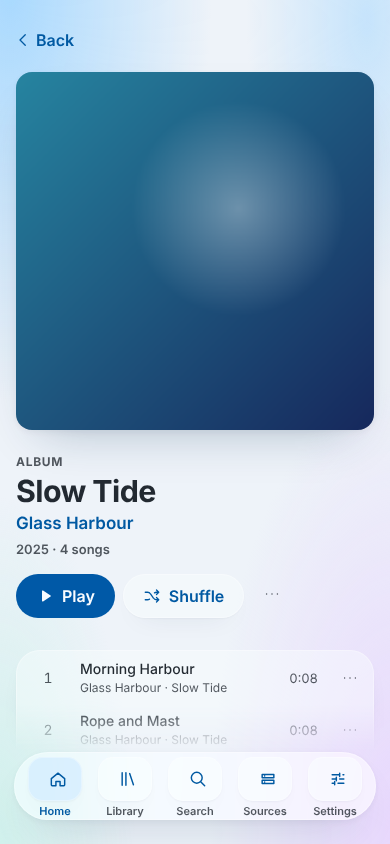 Back
ALBUM
Slow Tide
Glass Harbour
2025 · 4 songs
Play
Shuffle
···
1 Morning Harbour 0:08 ···
Glass Harbour · Slow Tide
2 Rope and Mast 0:08 ···
Glass Harbour · Slow Tide
Home Library Search Sources Settings